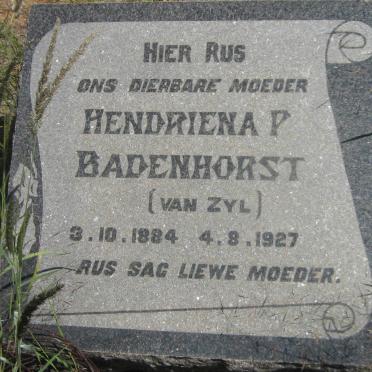 HIER RUS
ONS DIERBARE MOEDER
HENDRIENA P
BADENHORST
(VAN ZYL)
3.10.1884 4.8.1927
RUS SAG LIEWE MOEDER.